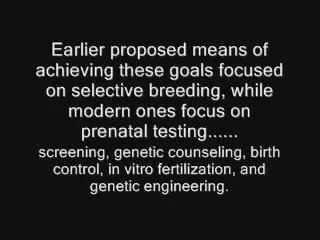 Earlier proposed means of
achieving these goals focused
on selective breeding, while
modern ones focus on
prenatal testing......
screening, genetic counseling, birth
control, in vitro fertilization, and
genetic engineering.